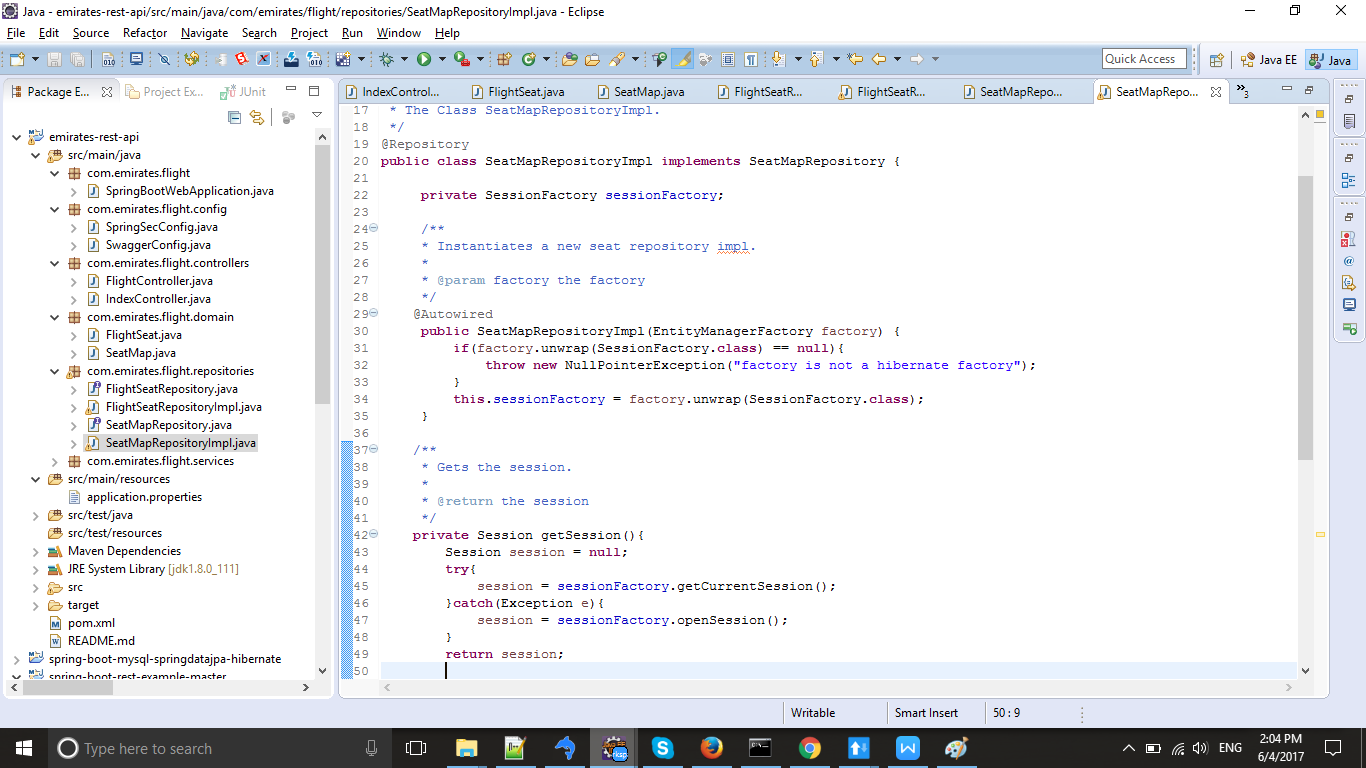 Java - emirates-rest-api/src/main/java/com/emirates/flight/repositories/SeatMapRepositoryImpl.java - Eclipse
File Edit Source Refactor Navigate Search Project Run Window Help
Quick Access
Java EE
Java
Package E...
Project Ex...
JUnit
IndexControl...
FlightSeat.java
SeatMap.java
FlightSeatR...
FlightSeatR...
SeatMapRepo...
SeatMapRepo...
3
emirates-rest-api
src/main/java
com.emirates.flight
SpringBootWebApplication.java
com.emirates.flight.config
SpringSecConfig.java
SwaggerConfig.java
com.emirates.flight.controllers
FlightController.java
IndexController.java
com.emirates.flight.domain
FlightSeat.java
SeatMap.java
com.emirates.flight.repositories
FlightSeatRepository.java
FlightSeatRepositoryImpl.java
SeatMapRepository.java
SeatMapRepositoryImpl.java
com.emirates.flight.services
src/main/resources
application.properties
src/test/java
src/test/resources
Maven Dependencies
JRE System Library [jdk1.8.0_111]
src
target
pom.xml
README.md
spring-boot-mysql-springdatajpa-hibernate
spring-boot-rest-example-master
17 * The Class SeatMapRepositoryImpl.
18 */
19 @Repository
20 public class SeatMapRepositoryImpl implements SeatMapRepository {
21
22 private SessionFactory sessionFactory;
23
24 /**
25 * Instantiates a new seat repository impl.
26 *
27 * @param factory the factory
28 */
29 @Autowired
30 public SeatMapRepositoryImpl(EntityManagerFactory factory) {
31 if(factory.unwrap(SessionFactory.class) == null){
32 throw new NullPointerException("factory is not a hibernate factory");
33 }
34 this.sessionFactory = factory.unwrap(SessionFactory.class);
35 }
36
37 /**
38 * Gets the session.
39 *
40 * @return the session
41 */
42 private Session getSession(){
43 Session session = null;
44 try{
45 session = sessionFactory.getCurrentSession();
46 }catch(Exception e){
47 session = sessionFactory.openSession();
48 }
49 return session;
50
Writable
Smart Insert
50 : 9
Type here to search
ENG
2:04 PM
6/4/2017